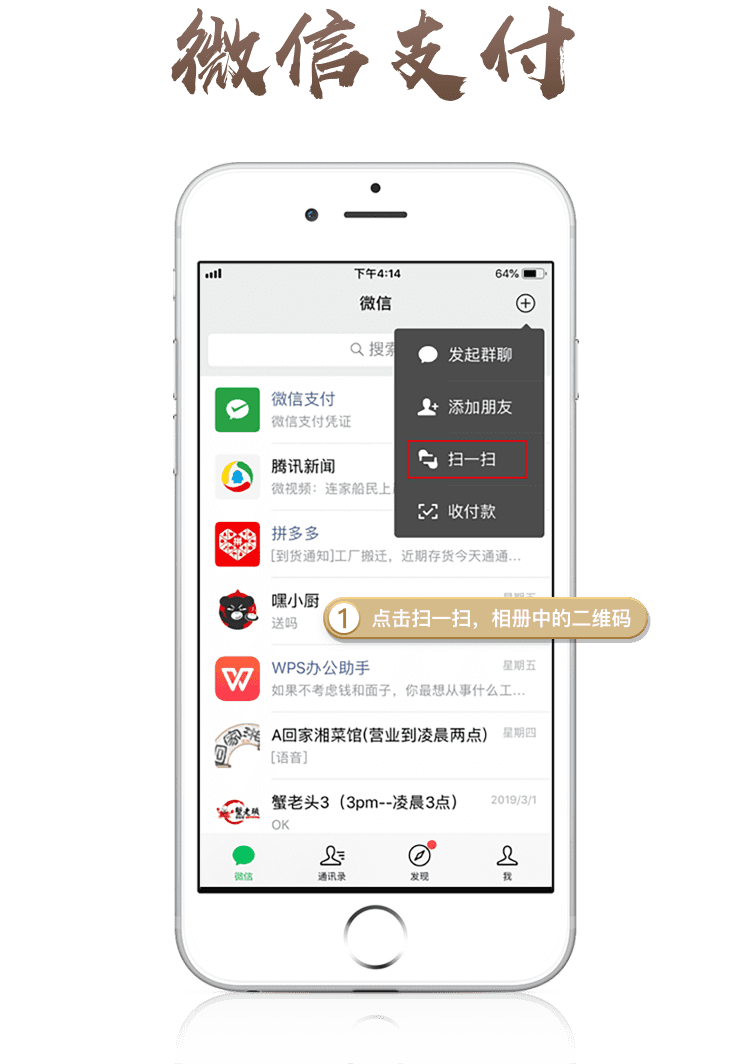 微信支付
下午4:14
64%
微信
搜索
发起群聊
添加朋友
扫一扫
收付款
微信支付
微信支付凭证
腾讯新闻
微视频：连家船民上
拼多多
[到货通知]工厂搬迁，近期存货今天通通...
嘿小厨
星期五
送吗
1 点击扫一扫，相册中的二维码
WPS办公助手
星期五
如果不考虑钱和面子，你最想从事什么工...
A回家湘菜馆(营业到凌晨两点)
星期四
[语音]
蟹老头3（3pm--凌晨3点）
2019/3/1
OK
微信
通讯录
发现
我